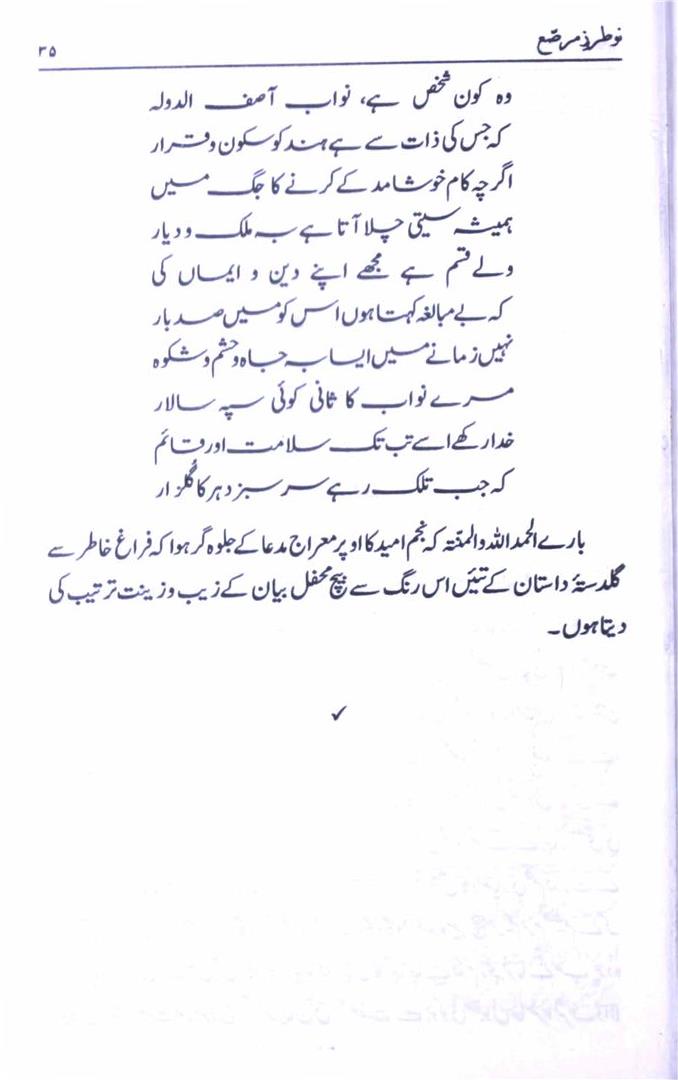 نو طرزِ مرصّع
۳۵
وہ کون شخص ہے، نواب آصف الدولہ
کہ جس کی ذات سے ہے ہند کو سکون و قرار
اگرچہ کام خوشامد کے کرنے کا جگ میں
ہمیشہ سیتی چلا آتا ہے بہ ملک و دیار
ولے قسم ہے مجھے اپنے دین و ایماں کی
کہ بے مبالغہ کہتا ہوں اس کو میں صد بار
نہیں زمانے میں ایسا بہ جاہ و حشم و شکوہ
مرے نواب کا ثانی کوئی سپہ سالار
خدا رکھے اسے تب تک سلامت اور قائم
کہ جب تلک رہے سرسبز دہر کا گُلزار
بارے الحمد اللہ والمنّتہ کہ نجم امید کا اوپر معراج مدعا کے جلوہ گر ہوا کہ فراغ خاطر سے
گلدستۂ داستان کے تئیں اس رنگ سے بیچ محفل بیان کے زیب و زینت ترتیب کی
دیتا ہوں۔
✓